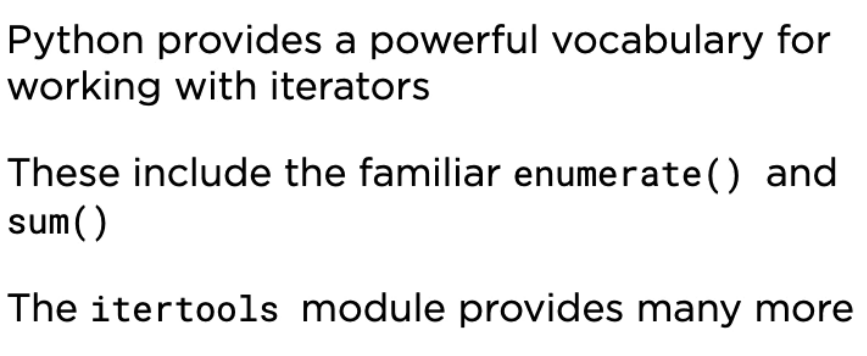 Python provides a powerful vocabulary for
working with iterators
These include the familiar enumerate() and
sum()
The itertools module provides many more